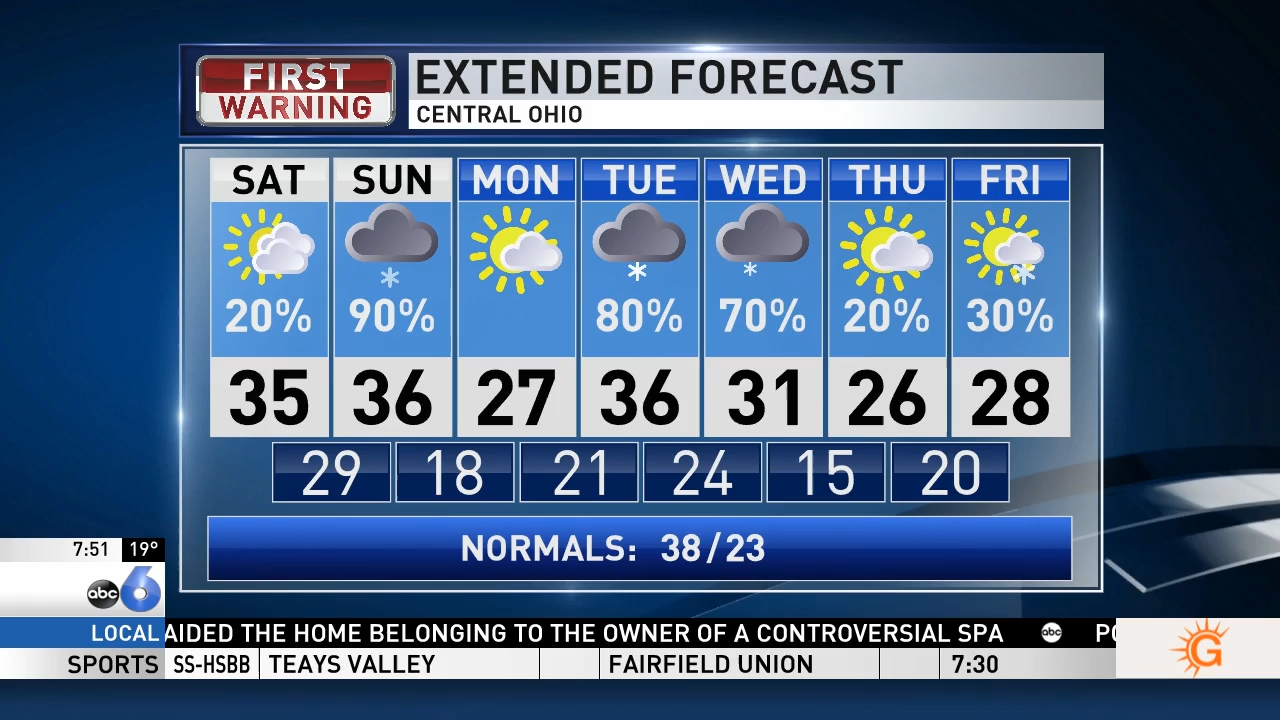 FIRST
WARNING
EXTENDED FORECAST
CENTRAL OHIO
SAT SUN MON TUE WED THU FRI
20% 90% 80% 70% 20% 30%
35 36 27 36 31 26 28
29 18 21 24 15 20
NORMALS: 38/23
7:51 19°
abc 6
LOCAL AIDED THE HOME BELONGING TO THE OWNER OF A CONTROVERSIAL SPA abc
SPORTS SS-HSBB TEAYS VALLEY FAIRFIELD UNION 7:30
G